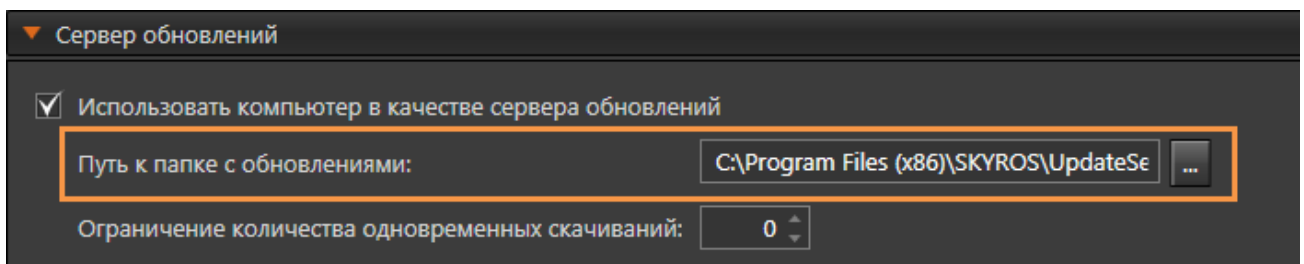 Сервер обновлений
Использовать компьютер в качестве сервера обновлений
Путь к папке с обновлениями: C:\Program Files (x86)\SKYROS\UpdateSe ...
Ограничение количества одновременных скачиваний: 0